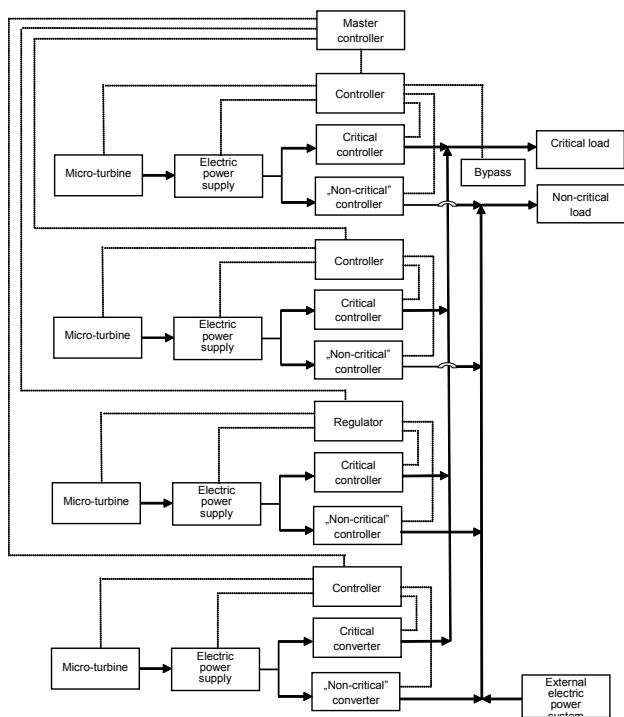 Master
controller
Controller
Critical
controller
Critical load
Micro-turbine
Electric
power
supply
Bypass
„Non-critical”
controller
Non-critical
load
Controller
Critical
controller
Micro-turbine
Electric
power
supply
„Non-critical”
controller
Regulator
Critical
controller
Micro-turbine
Electric
power
supply
„Non-critical”
controller
Controller
Critical
converter
Micro-turbine
Electric
power
supply
„Non-critical”
converter
External
electric
power
system